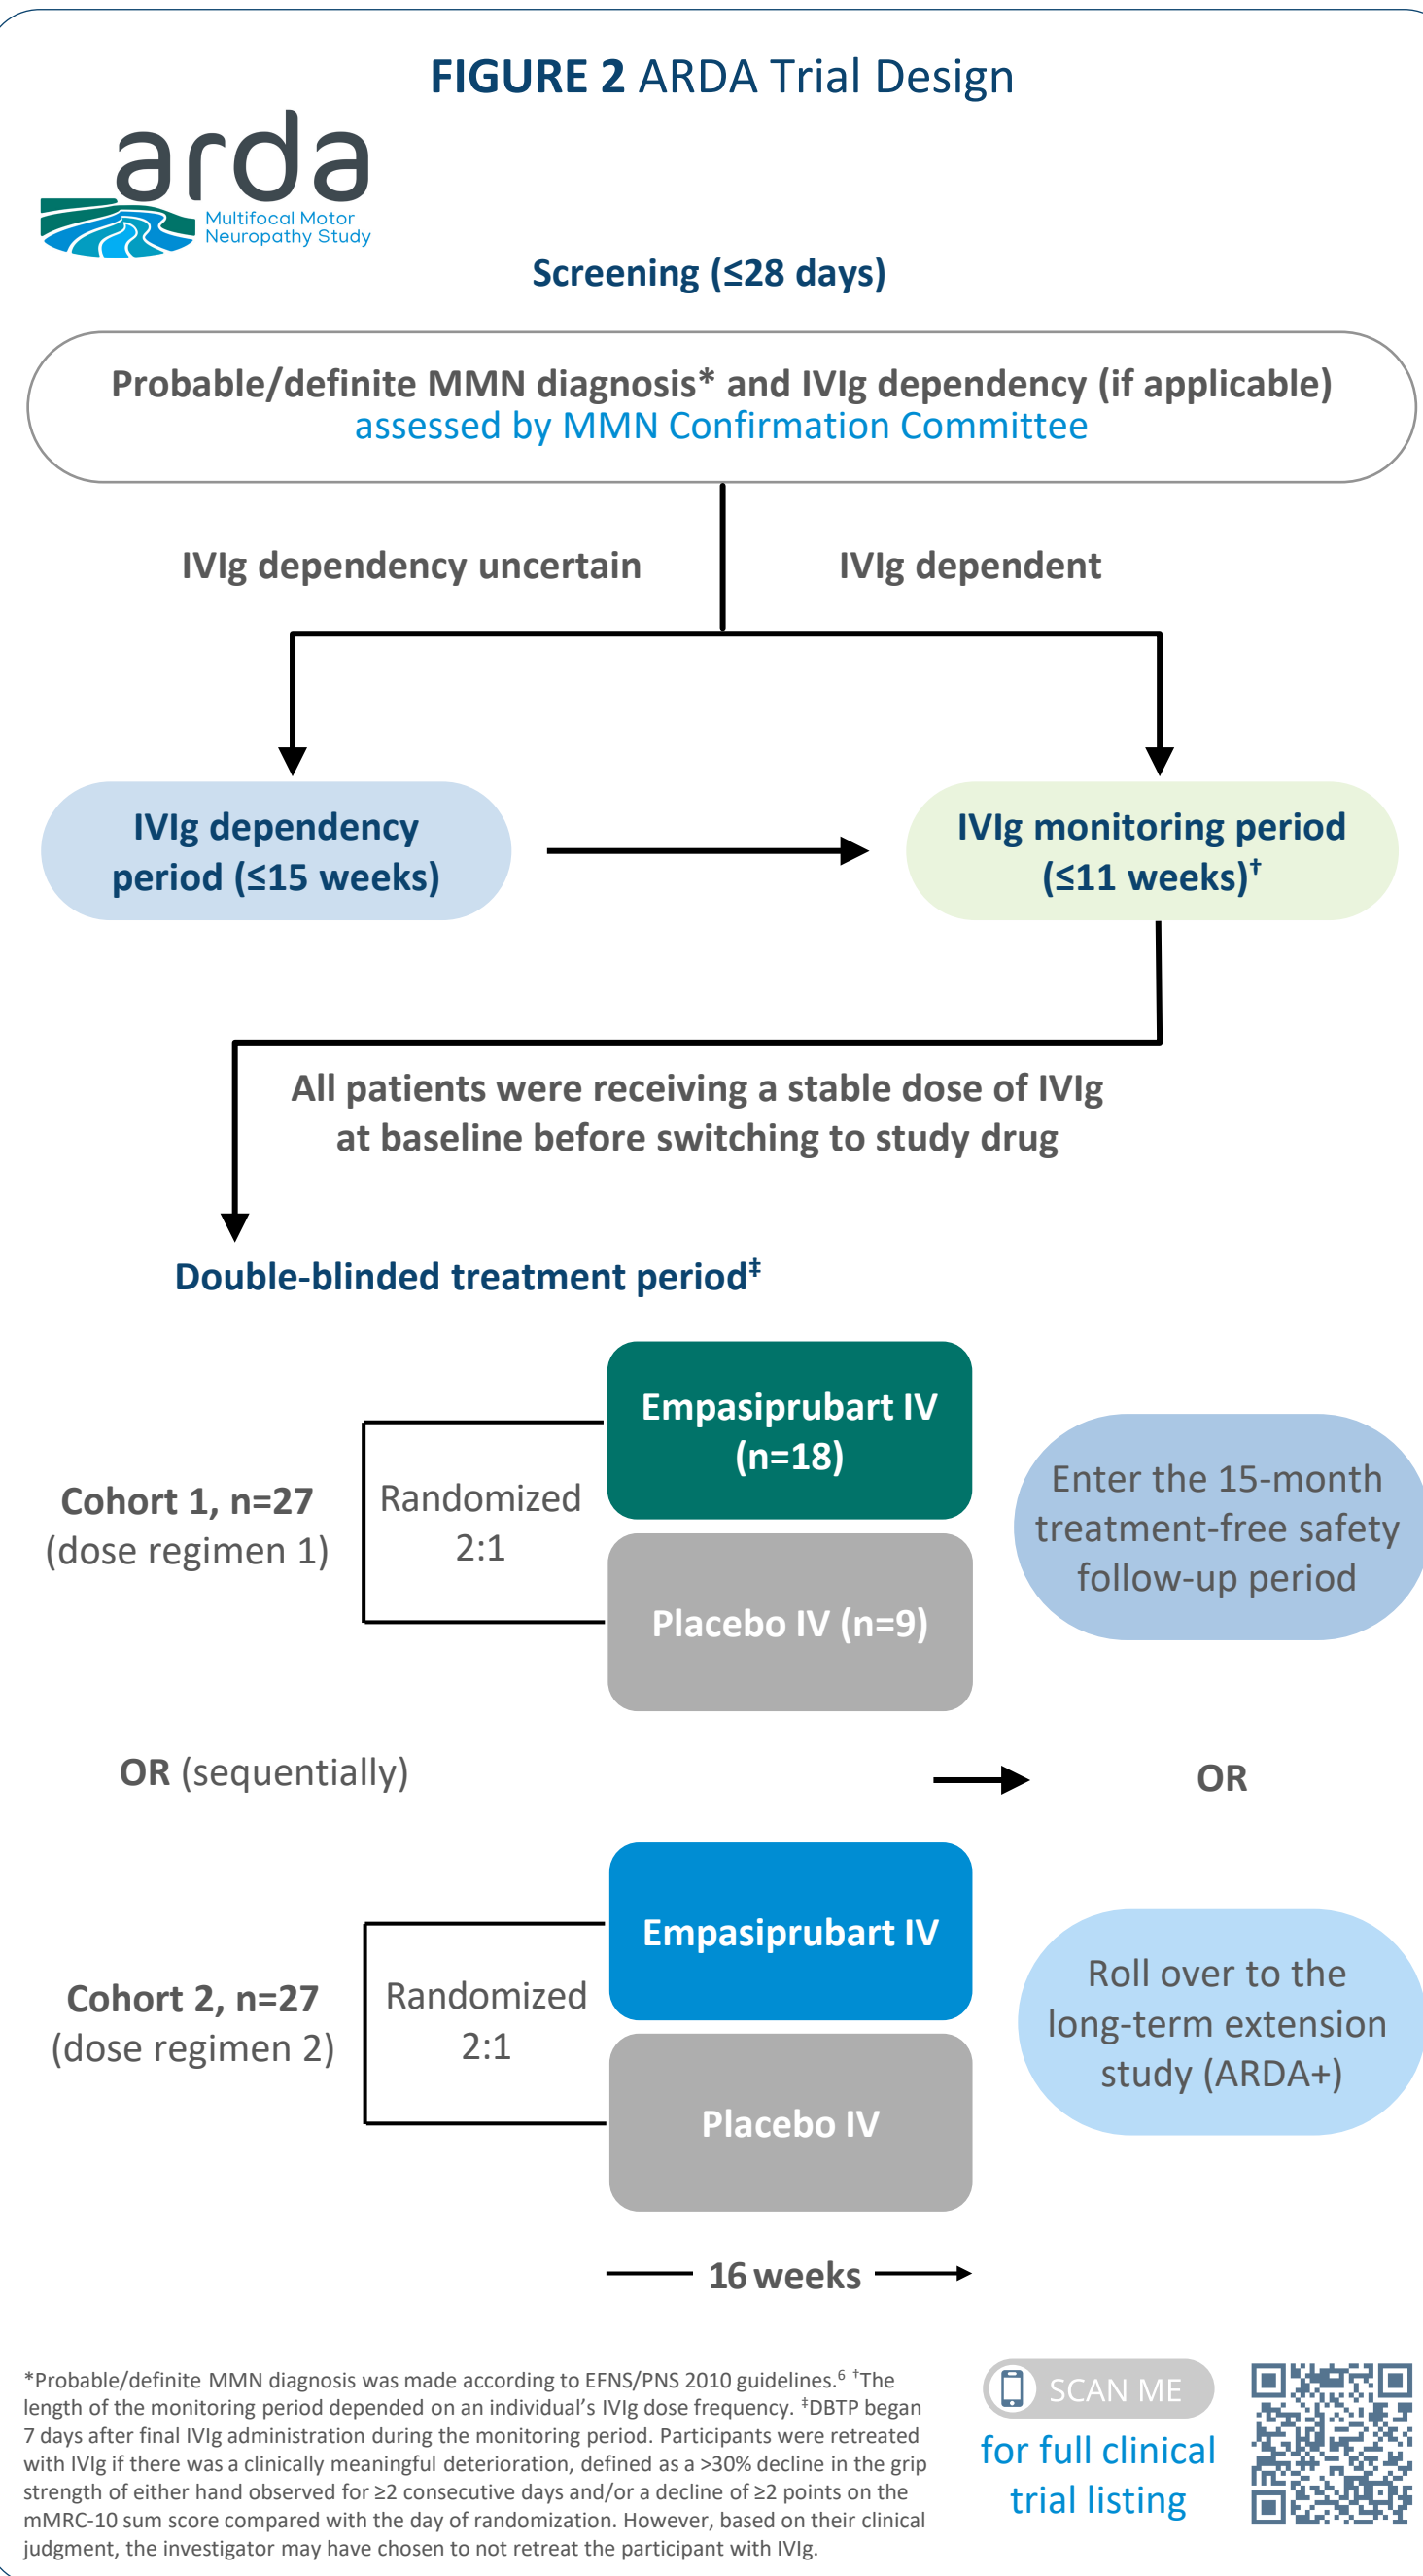 FIGURE 2 ARDA Trial Design
arda
Multifocal Motor
Neuropathy Study
Screening (≤28 days)
Probable/definite MMN diagnosis* and IVIg dependency (if applicable)
assessed by MMN Confirmation Committee
IVIg dependency uncertain
IVIg dependent
IVIg dependency
period (≤15 weeks)
IVIg monitoring period
(≤11 weeks)†
All patients were receiving a stable dose of IVIg
at baseline before switching to study drug
Double-blinded treatment period‡
Cohort 1, n=27
(dose regimen 1)
Randomized
2:1
Empasiprubart IV
(n=18)
Placebo IV (n=9)
Enter the 15-month
treatment-free safety
follow-up period
OR (sequentially)
OR
Cohort 2, n=27
(dose regimen 2)
Randomized
2:1
Empasiprubart IV
Placebo IV
Roll over to the
long-term extension
study (ARDA+)
16 weeks
*Probable/definite MMN diagnosis was made according to EFNS/PNS 2010 guidelines.6 †The
length of the monitoring period depended on an individual's IVIg dose frequency. ‡DBTP began
7 days after final IVIg administration during the monitoring period. Participants were retreated
with IVIg if there was a clinically meaningful deterioration, defined as a >30% decline in the grip
strength of either hand observed for ≥2 consecutive days and/or a decline of ≥2 points on the
mMRC-10 sum score compared with the day of randomization. However, based on their clinical
judgment, the investigator may have chosen to not retreat the participant with IVIg.
SCAN ME
for full clinical
trial listing